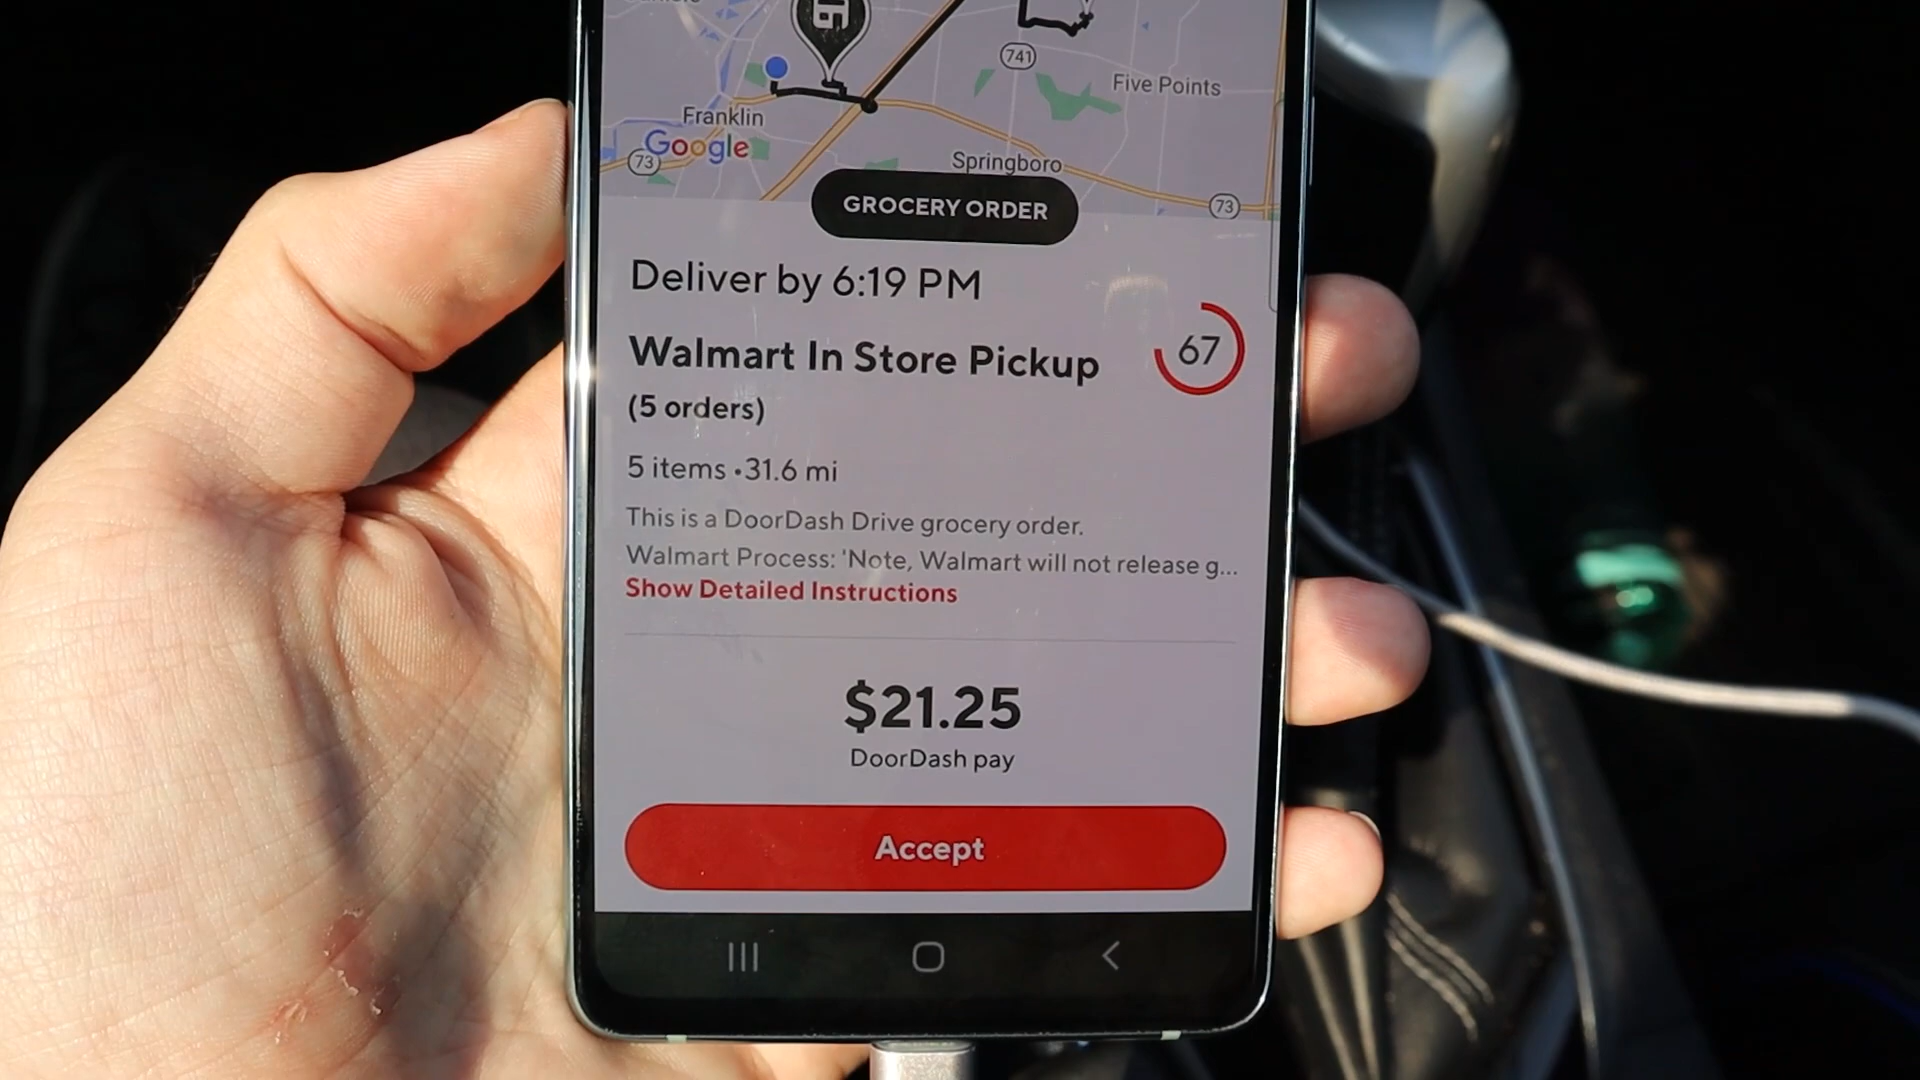 741
Five Points
Franklin
Google
73
Springboro
73
GROCERY ORDER
Deliver by 6:19 PM
Walmart In Store Pickup
67
(5 orders)
5 items •31.6 mi
This is a DoorDash Drive grocery order.
Walmart Process: 'Note, Walmart will not release g...
Show Detailed Instructions
$21.25
DoorDash pay
Accept